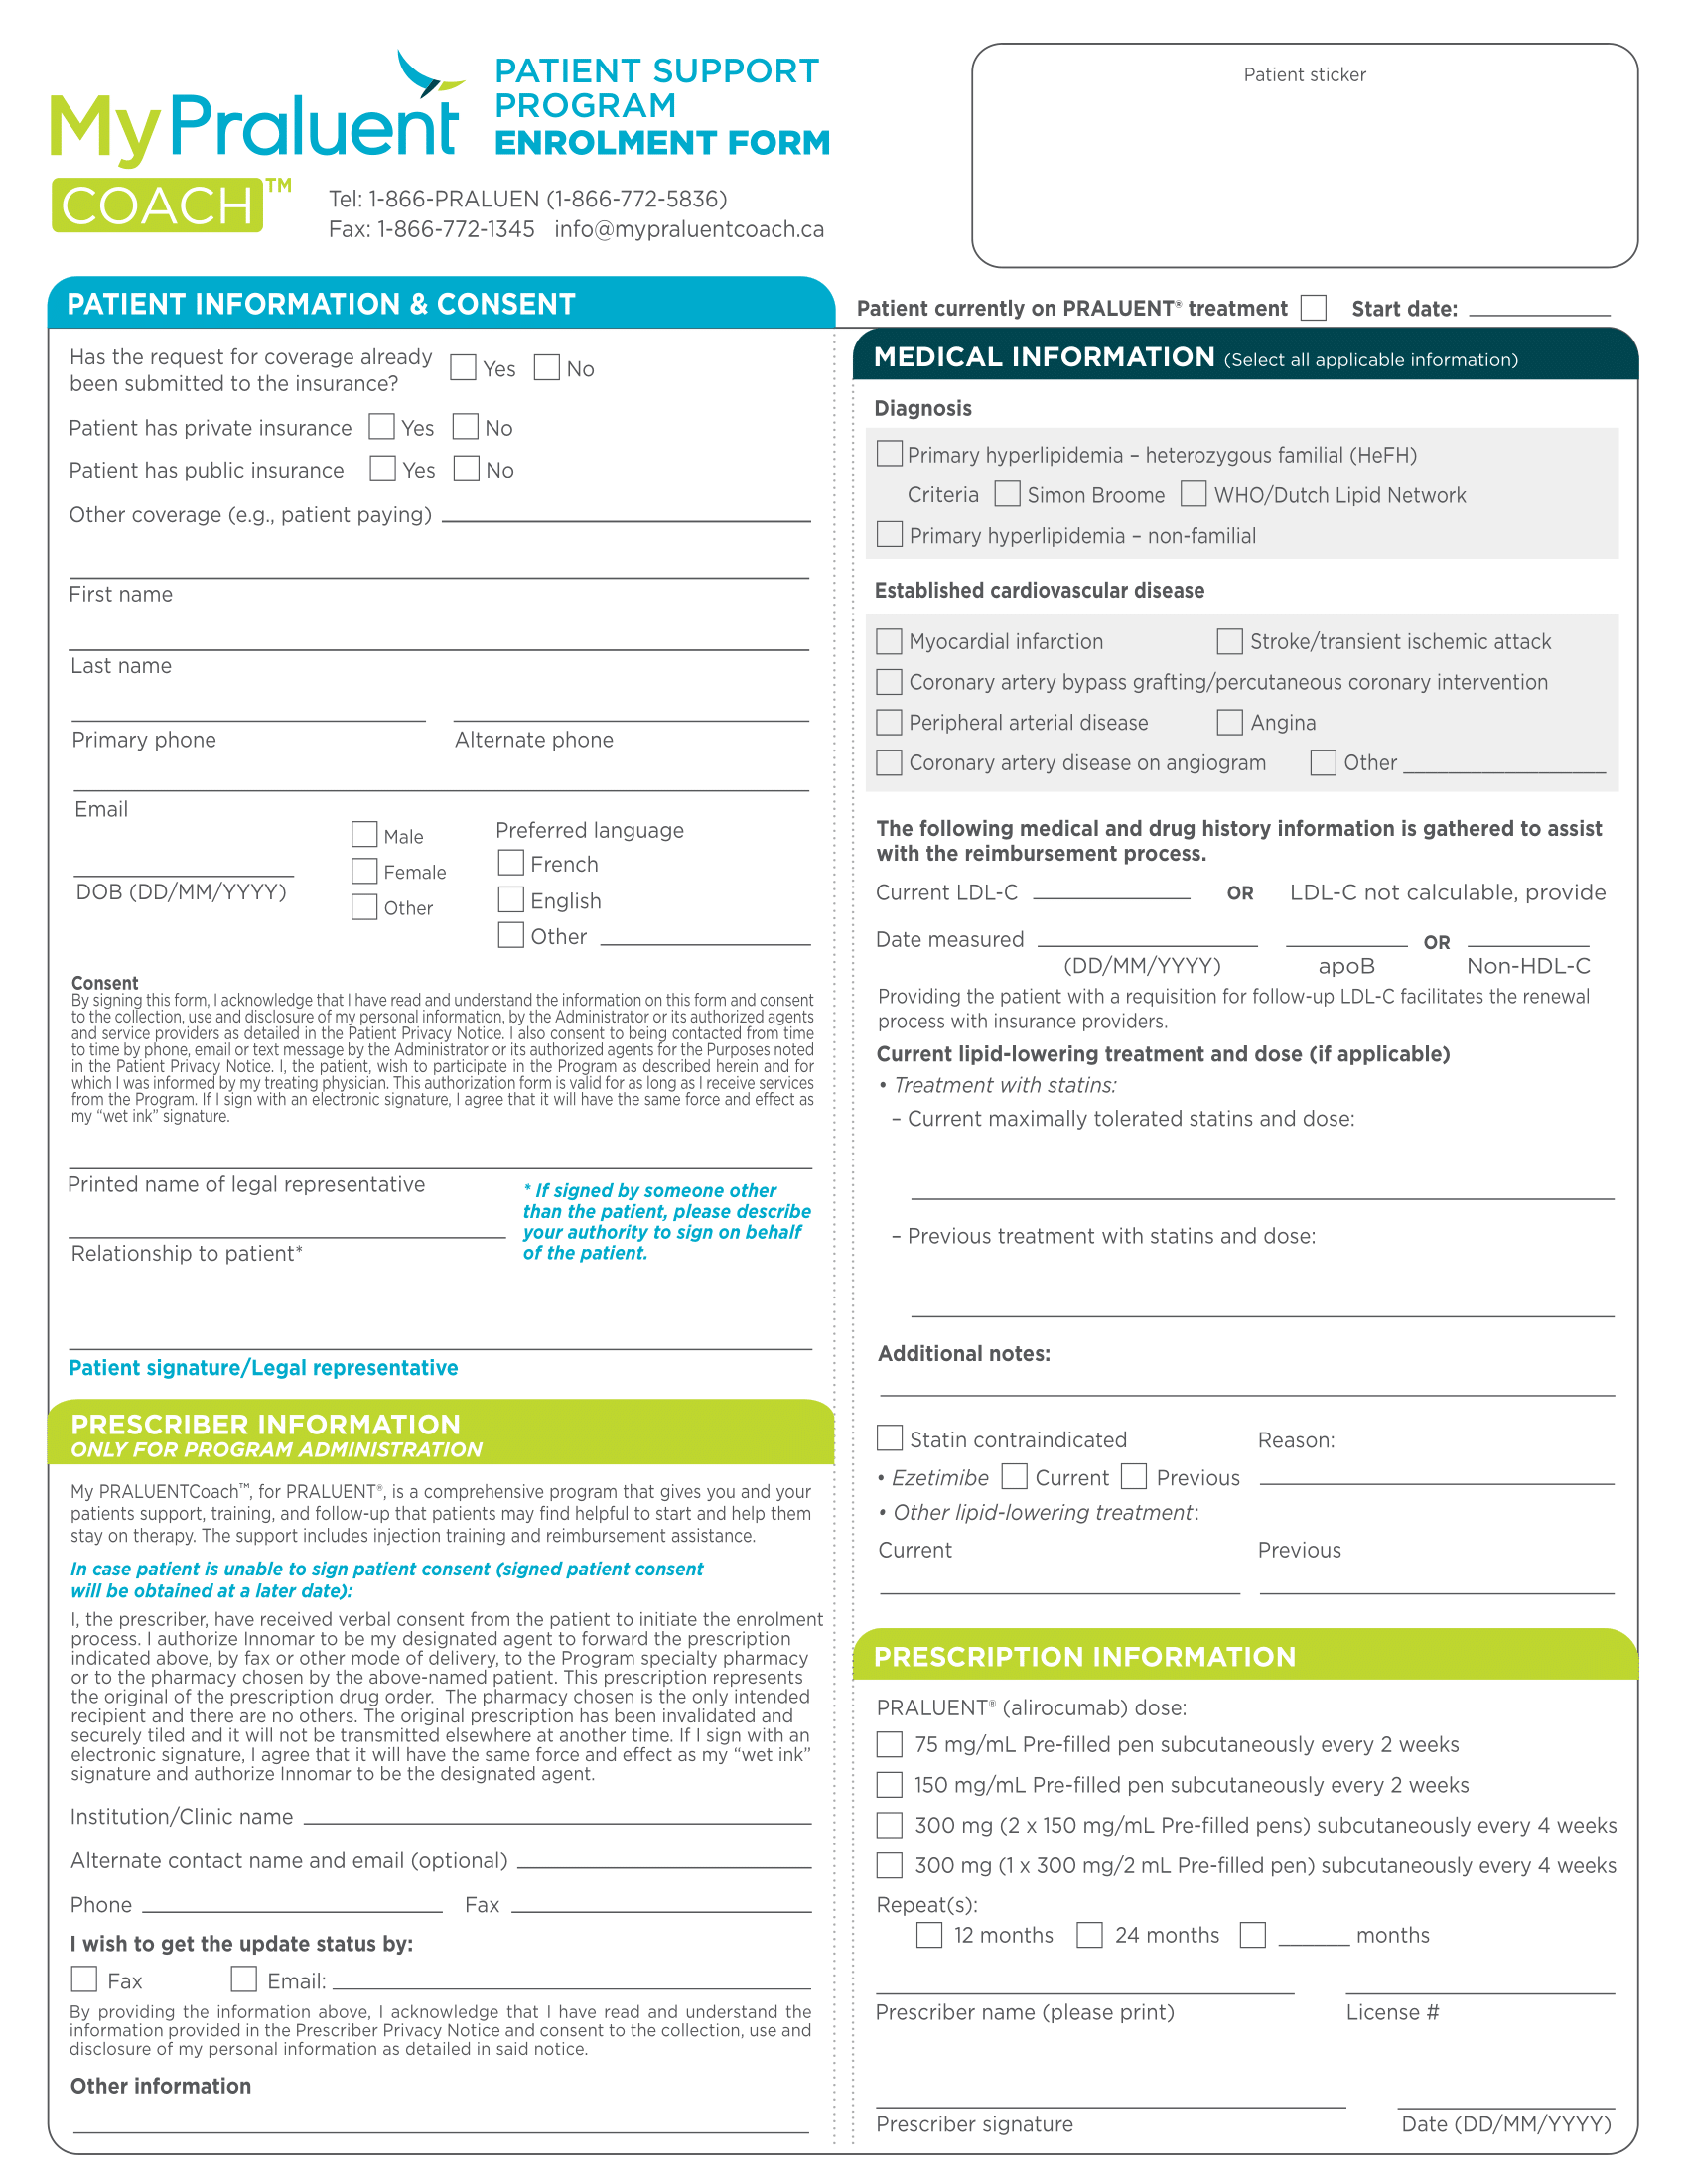 My Praluent
COACH™
PATIENT SUPPORT
PROGRAM
ENROLMENT FORM
Tel: 1-866-PRALUEN (1-866-772-5836)
Fax: 1-866-772-1345 info@mypraluentcoach.ca
Patient sticker
PATIENT INFORMATION & CONSENT
Has the request for coverage already
been submitted to the insurance? Yes No
Patient has private insurance Yes No
Patient has public insurance Yes No
Other coverage (e.g., patient paying)
First name
Last name
Primary phone Alternate phone
Email
DOB (DD/MM/YYYY)
Male
Female
Other
Preferred language
French
English
Other
Consent
By signing this form, I acknowledge that I have read and understand the information on this form and consent
to the collection, use and disclosure of my personal information, by the Administrator or its authorized agents
and service providers as detailed in the Patient Privacy Notice. I also consent to being contacted from time
to time by phone, email or text message by the Administrator or its authorized agents for the Purposes noted
in the Patient Privacy Notice. I, the patient, wish to participate in the Program as described herein and for
which I was informed by my treating physician. This authorization form is valid for as long as I receive services
from the Program. If I sign with an electronic signature, I agree that it will have the same force and effect as
my “wet ink” signature.
Printed name of legal representative
Relationship to patient*
* If signed by someone other
than the patient, please describe
your authority to sign on behalf
of the patient.
Patient signature/Legal representative
PRESCRIBER INFORMATION
ONLY FOR PROGRAM ADMINISTRATION
My PRALUENTCoach™, for PRALUENT®, is a comprehensive program that gives you and your
patients support, training, and follow-up that patients may find helpful to start and help them
stay on therapy. The support includes injection training and reimbursement assistance.
In case patient is unable to sign patient consent (signed patient consent
will be obtained at a later date):
I, the prescriber, have received verbal consent from the patient to initiate the enrolment
process. I authorize Innomar to be my designated agent to forward the prescription
indicated above, by fax or other mode of delivery, to the Program specialty pharmacy
or to the pharmacy chosen by the above-named patient. This prescription represents
the original of the prescription drug order. The pharmacy chosen is the only intended
recipient and there are no others. The original prescription has been invalidated and
securely tiled and it will not be transmitted elsewhere at another time. If I sign with an
electronic signature, I agree that it will have the same force and effect as my “wet ink”
signature and authorize Innomar to be the designated agent.
Institution/Clinic name
Alternate contact name and email (optional)
Phone Fax
I wish to get the update status by:
Fax Email:
By providing the information above, I acknowledge that I have read and understand the
information provided in the Prescriber Privacy Notice and consent to the collection, use and
disclosure of my personal information as detailed in said notice.
Other information
Patient currently on PRALUENT® treatment Start date:
MEDICAL INFORMATION (Select all applicable information)
Diagnosis
Primary hyperlipidemia – heterozygous familial (HeFH)
Criteria Simon Broome WHO/Dutch Lipid Network
Primary hyperlipidemia – non-familial
Established cardiovascular disease
Myocardial infarction Stroke/transient ischemic attack
Coronary artery bypass grafting/percutaneous coronary intervention
Peripheral arterial disease Angina
Coronary artery disease on angiogram Other
The following medical and drug history information is gathered to assist
with the reimbursement process.
Current LDL-C OR LDL-C not calculable, provide
Date measured OR
(DD/MM/YYYY) apoB Non-HDL-C
Providing the patient with a requisition for follow-up LDL-C facilitates the renewal
process with insurance providers.
Current lipid-lowering treatment and dose (if applicable)
• Treatment with statins:
– Current maximally tolerated statins and dose:
– Previous treatment with statins and dose:
Additional notes:
Statin contraindicated Reason:
• Ezetimibe Current Previous
• Other lipid-lowering treatment:
Current Previous
PRESCRIPTION INFORMATION
PRALUENT® (alirocumab) dose:
75 mg/mL Pre-filled pen subcutaneously every 2 weeks
150 mg/mL Pre-filled pen subcutaneously every 2 weeks
300 mg (2 x 150 mg/mL Pre-filled pens) subcutaneously every 4 weeks
300 mg (1 x 300 mg/2 mL Pre-filled pen) subcutaneously every 4 weeks
Repeat(s):
12 months 24 months ______ months
Prescriber name (please print) License #
Prescriber signature Date (DD/MM/YYYY)